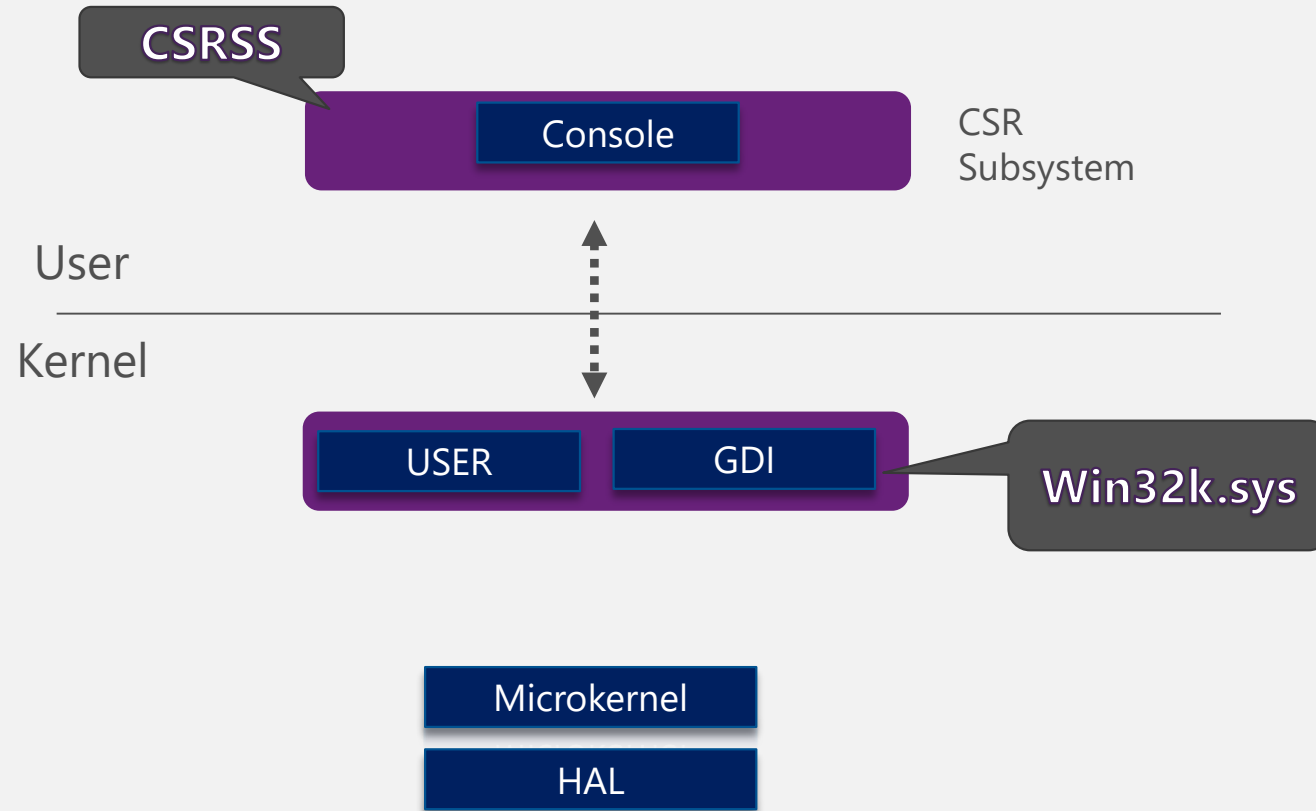 CSRSS
Console
CSR
Subsystem
User
Kernel
USER
GDI
Win32k.sys
Microkernel
HAL